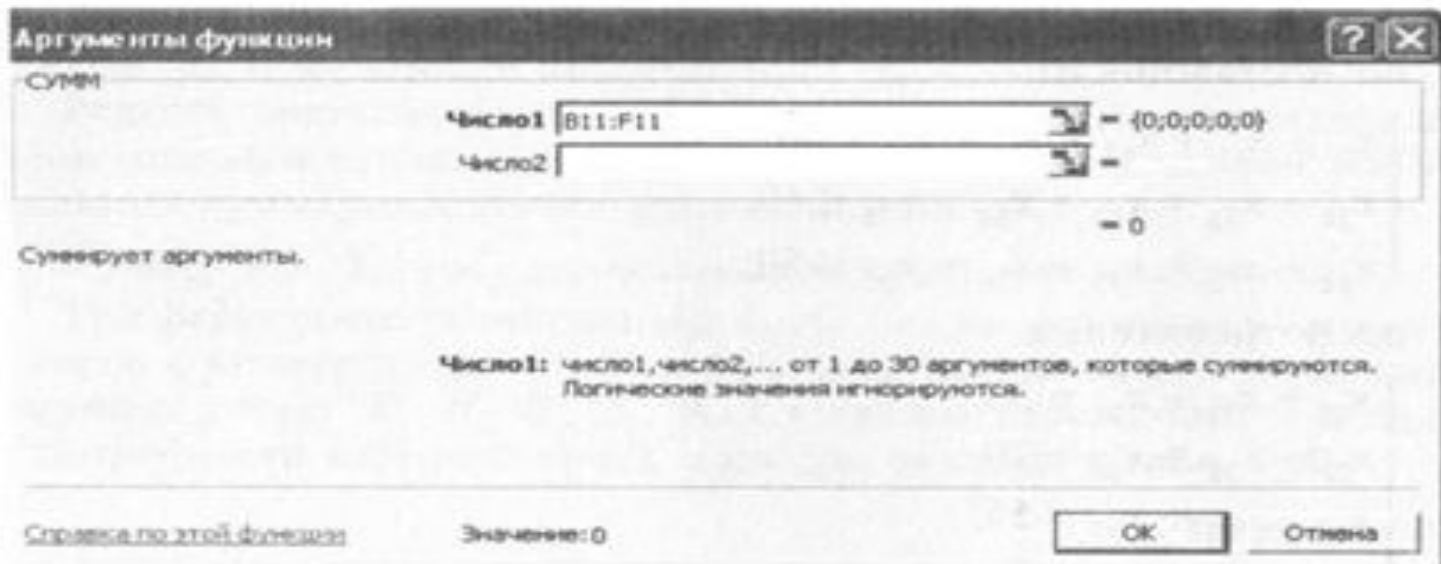 Аргументы функции
СУММ
Число1 B11:F11 = {0;0;0;0;0}
Число2 =
= 0
Суммирует аргументы.
Число1: число1,число2,... от 1 до 30 аргументов, которые суммируются.
Логические значения игнорируются.
Справка по этой функции Значение:0 OK Отмена